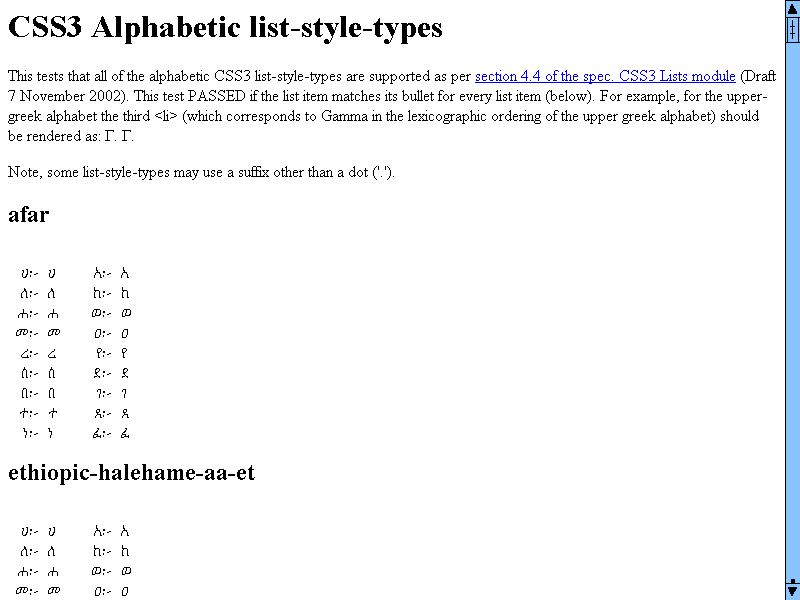 CSS3 Alphabetic list-style-types
This tests that all of the alphabetic CSS3 list-style-types are supported as per section 4.4 of the spec. CSS3 Lists module (Draft
7 November 2002). This test PASSED if the list item matches its bullet for every list item (below). For example, for the upper-
greek alphabet the third <li> (which corresponds to Gamma in the lexicographic ordering of the upper greek alphabet) should
be rendered as: Γ. Γ.
Note, some list-style-types may use a suffix other than a dot ('.').
afar
ሀ፦ ሀ አ፦ አ
ለ፦ ለ ከ፦ ከ
ሐ፦ ሐ ወ፦ ወ
መ፦ መ ዐ፦ ዐ
ረ፦ ረ የ፦ የ
ሰ፦ ሰ ደ፦ ደ
በ፦ በ ገ፦ ገ
ተ፦ ተ ጸ፦ ጸ
ነ፦ ነ ፈ፦ ፈ
ethiopic-halehame-aa-et
ሀ፦ ሀ አ፦ አ
ለ፦ ለ ከ፦ ከ
ሐ፦ ሐ ወ፦ ወ
መ፦ መ ዐ፦ ዐ